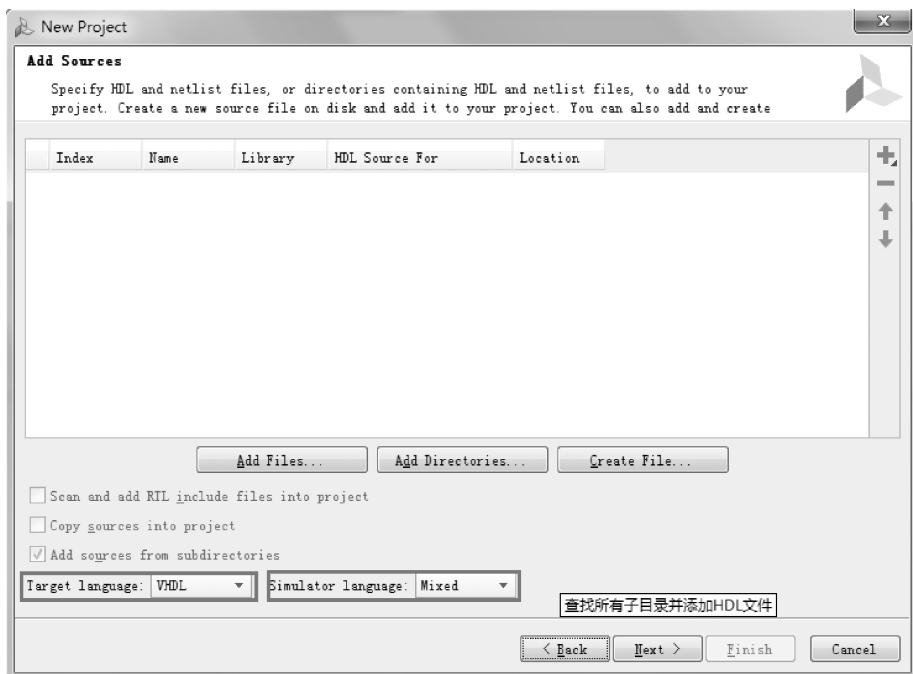 New Project
Add Sources
Specify HDL and netlist files, or directories containing HDL and netlist files, to add to your
project. Create a new source file on disk and add it to your project. You can also add and create
Index Name Library HDL Source For Location
Add Files... Add Directories... Create File...
Scan and add RTL include files into project
Copy sources into project
Add sources from subdirectories
Target language: VHDL Simulator language: Mixed
查找所有子目录并添加HDL文件
< Back Next > Finish Cancel